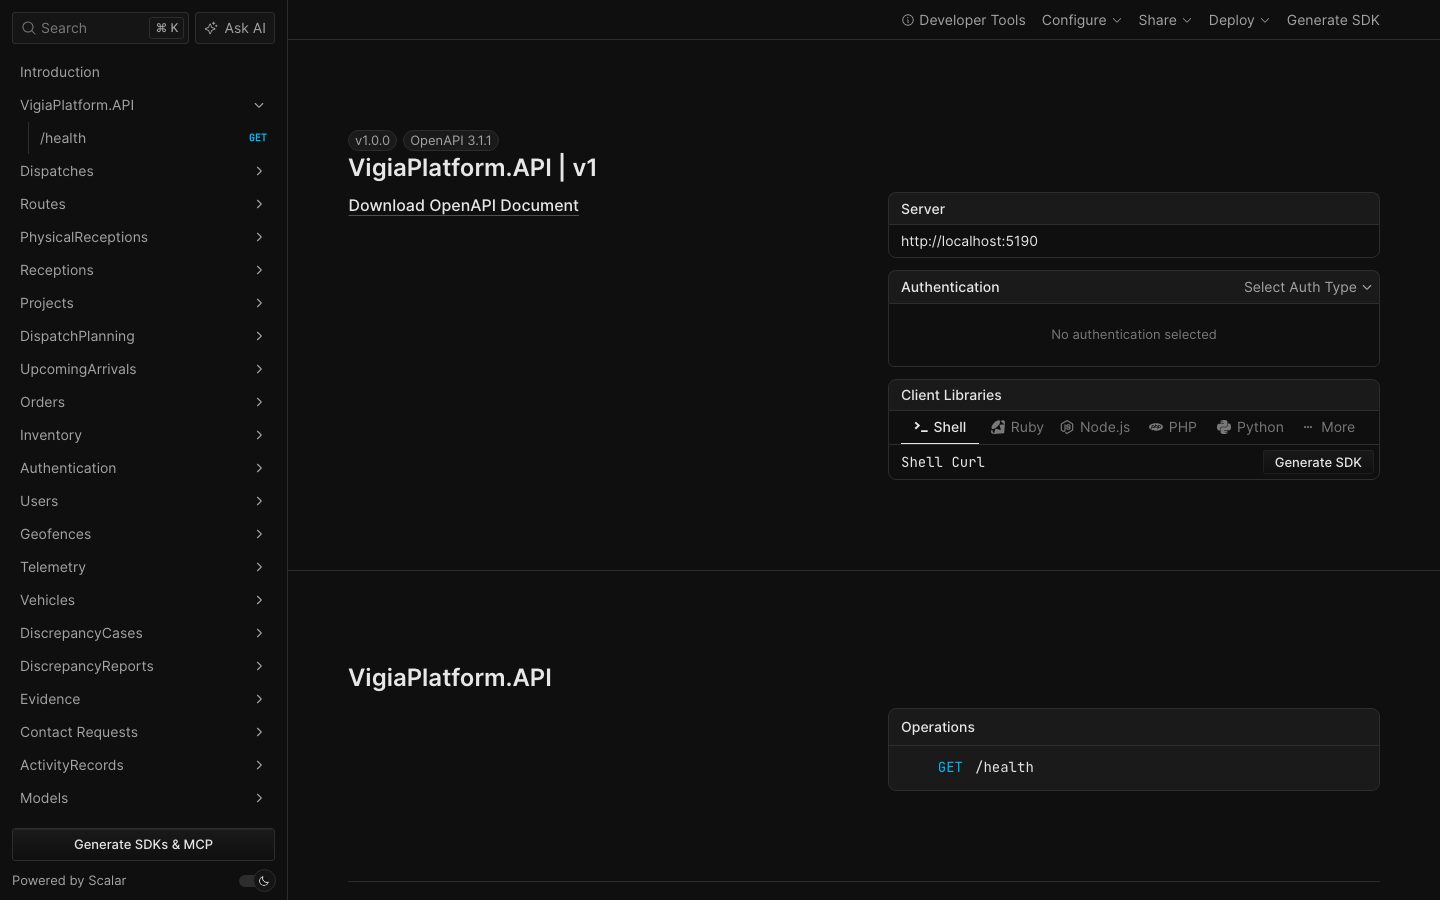 Search ⌘ K
Ask AI
Introduction
VigiaPlatform.API
/health GET
Dispatches
Routes
PhysicalReceptions
Receptions
Projects
DispatchPlanning
UpcomingArrivals
Orders
Inventory
Authentication
Users
Geofences
Telemetry
Vehicles
DiscrepancyCases
DiscrepancyReports
Evidence
Contact Requests
ActivityRecords
Models
Generate SDKs & MCP
Powered by Scalar
Developer Tools Configure Share Deploy Generate SDK
v1.0.0 OpenAPI 3.1.1
VigiaPlatform.API | v1
Download OpenAPI Document
Server
http://localhost:5190
Authentication Select Auth Type
No authentication selected
Client Libraries
Shell Ruby Node.js PHP Python More
Shell Curl Generate SDK
VigiaPlatform.API
Operations
GET /health